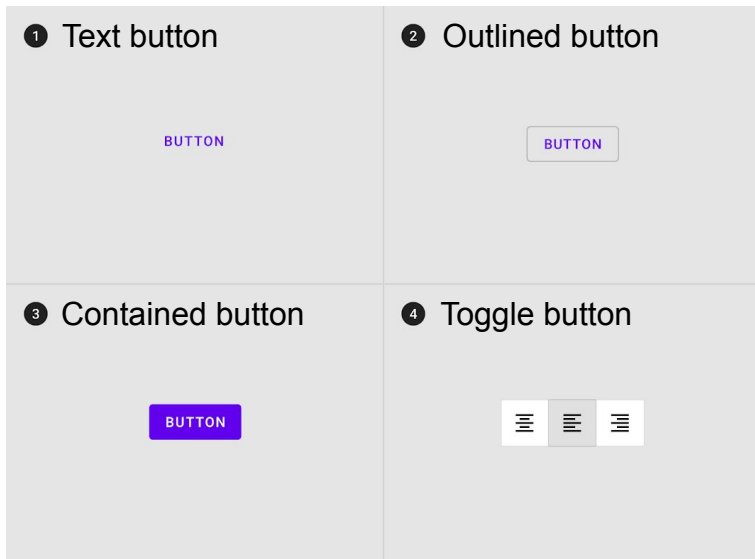 1 Text button
BUTTON
2 Outlined button
BUTTON
3 Contained button
BUTTON
4 Toggle button